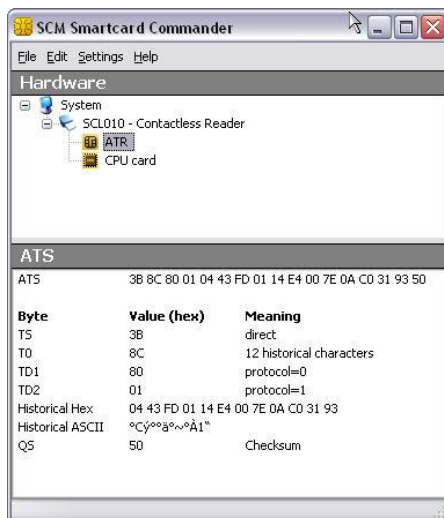 SCM Smartcard Commander
File Edit Settings Help
Hardware
System
SCL010 - Contactless Reader
ATR
CPU card
ATS
ATS 3B 8C 80 01 04 43 FD 01 14 E4 00 7E 0A C0 31 93 50
Byte Value (hex) Meaning
TS 3B direct
T0 8C 12 historical characters
TD1 80 protocol=0
TD2 01 protocol=1
Historical Hex 04 43 FD 01 14 E4 00 7E 0A C0 31 93
Historical ASCII °Cý°°ä°~°À1“
QS 50 Checksum